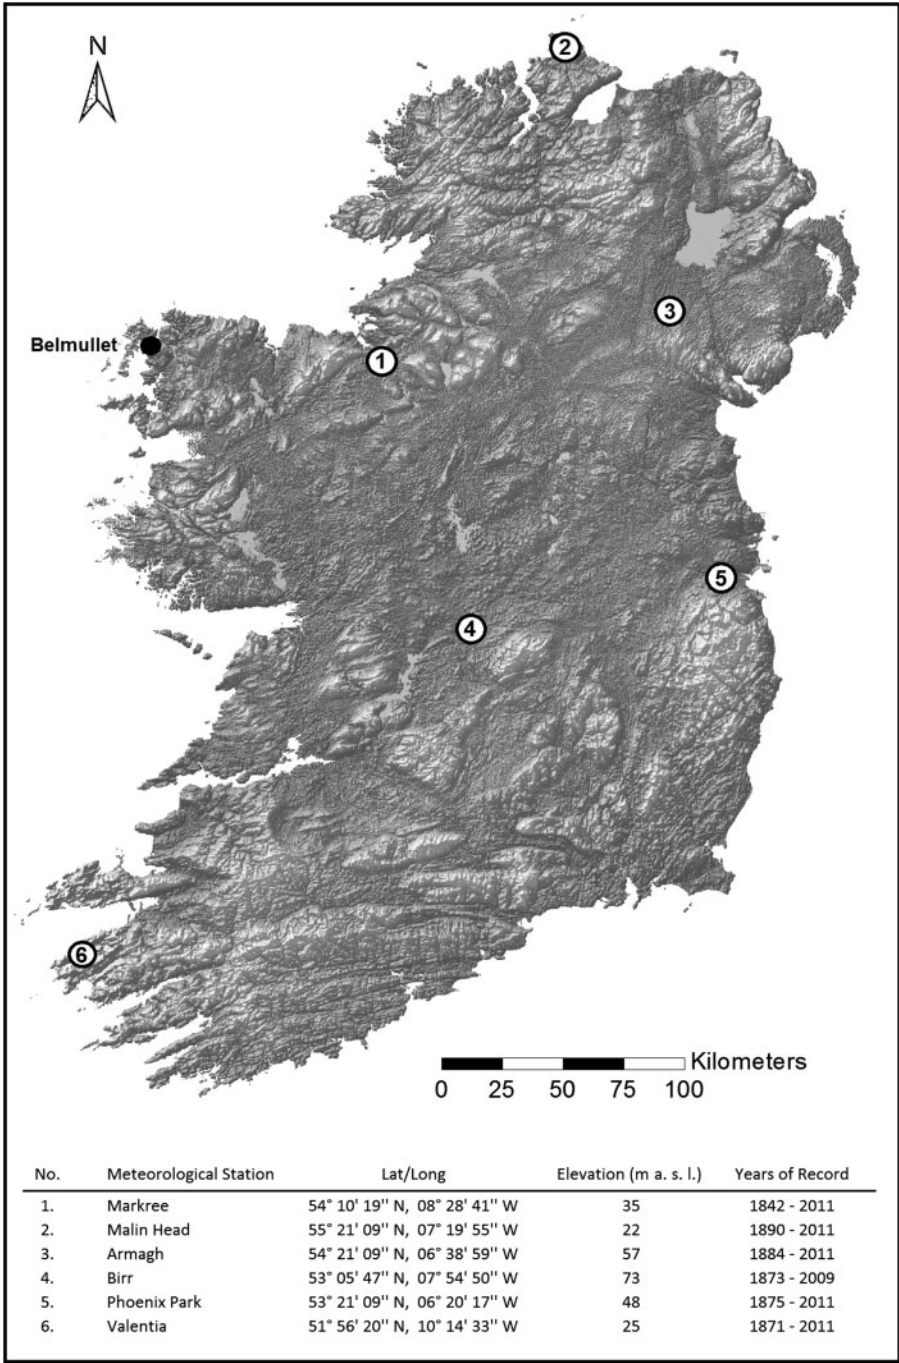 N
2
3
Belmullet
1
5
4
6
Kilometers
0 25 50 75 100
No. Meteorological Station Lat/Long Elevation (m a. s. l.) Years of Record
1. Markree 54° 10' 19'' N, 08° 28' 41'' W 35 1842 - 2011
2. Malin Head 55° 21' 09'' N, 07° 19' 55'' W 22 1890 - 2011
3. Armagh 54° 21' 09'' N, 06° 38' 59'' W 57 1884 - 2011
4. Birr 53° 05' 47'' N, 07° 54' 50'' W 73 1873 - 2009
5. Phoenix Park 53° 21' 09'' N, 06° 20' 17'' W 48 1875 - 2011
6. Valentia 51° 56' 20'' N, 10° 14' 33'' W 25 1871 - 2011